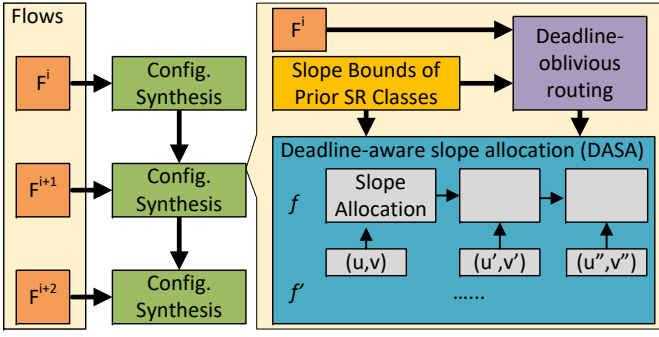 Flows
F^i
Config.
Synthesis
F^i+1
Config.
Synthesis
F^i+2
Config.
Synthesis
F^i
Slope Bounds of
Prior SR Classes
Deadline-
oblivious
routing
Deadline-aware slope allocation (DASA)
f
Slope
Allocation
(u,v)
(u',v')
(u",v")
f'
......